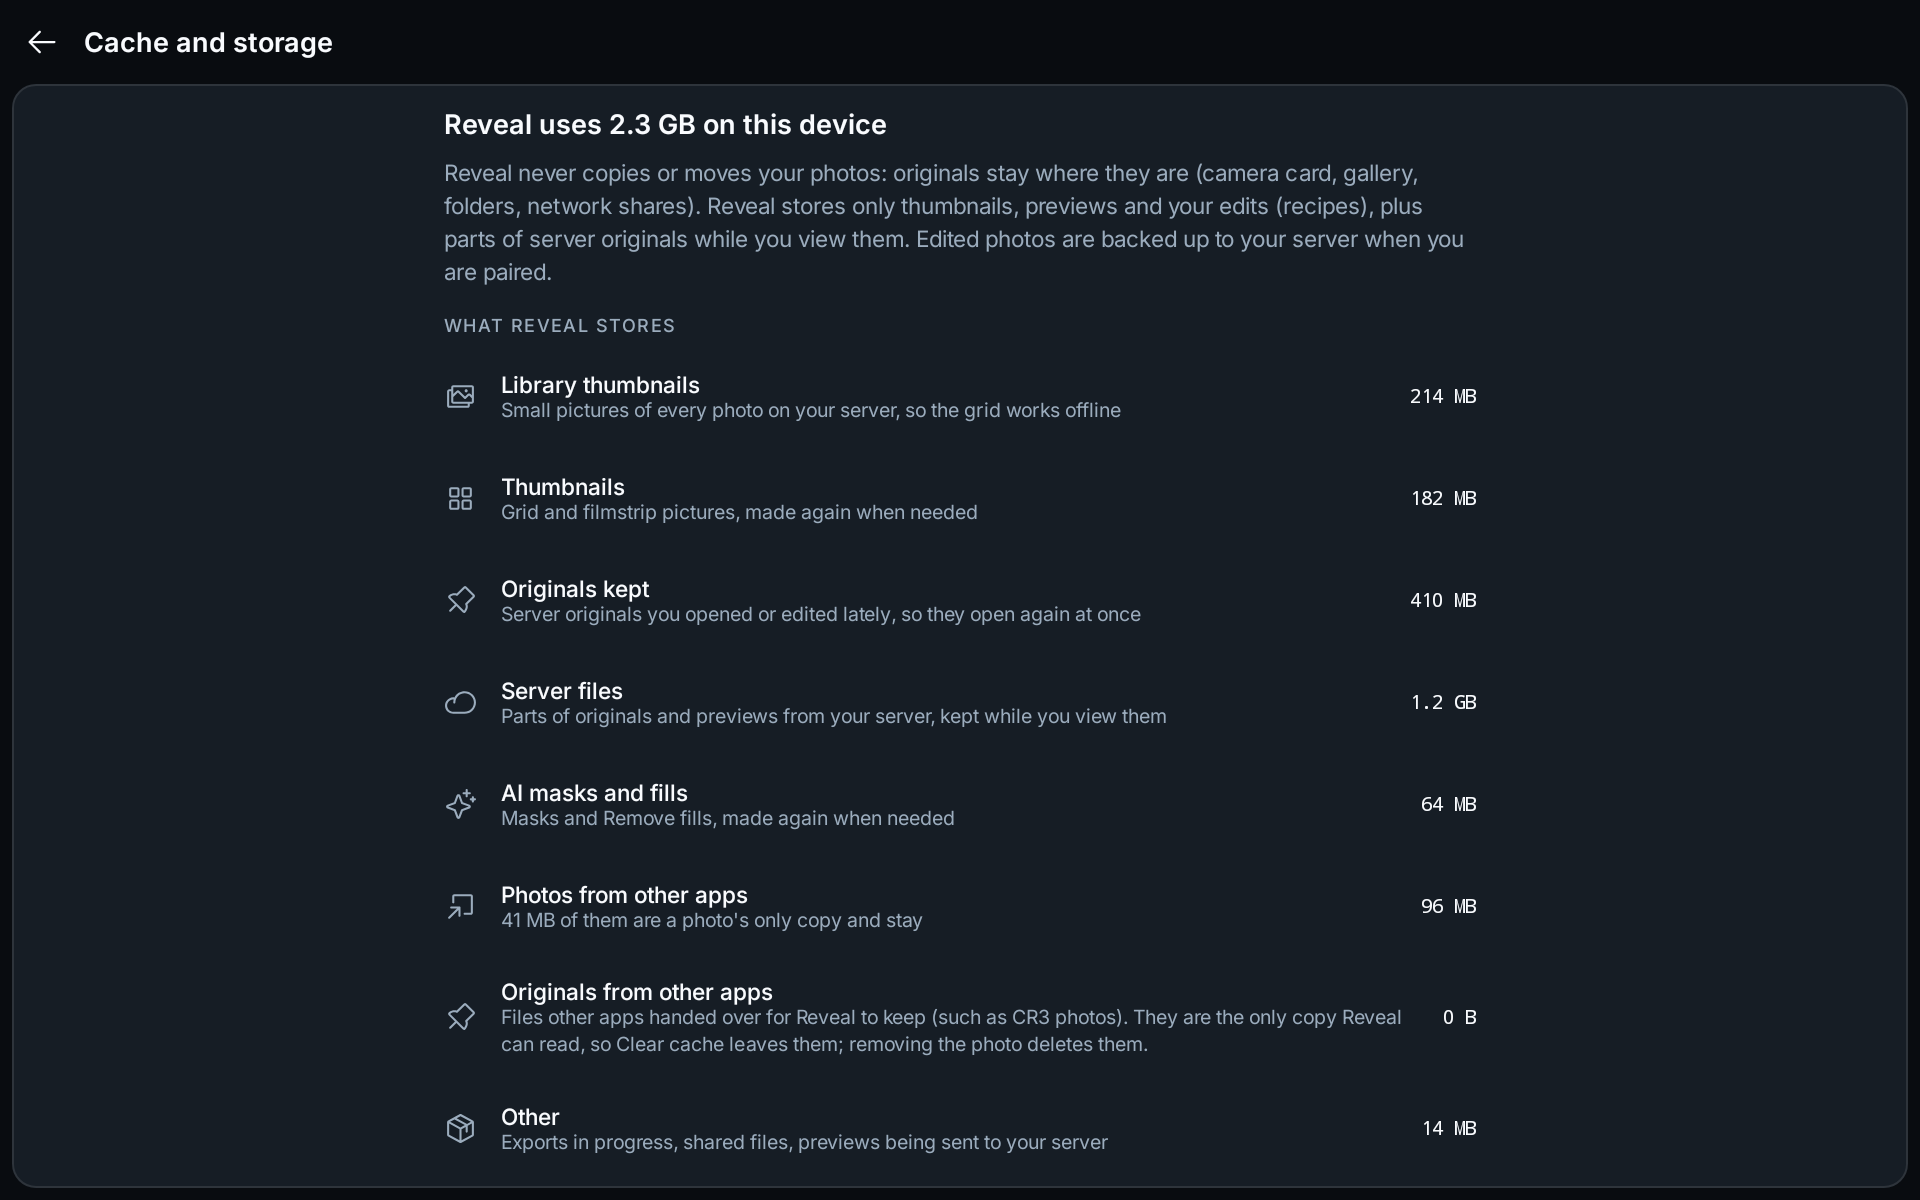 Cache and storage
Reveal uses 2.3 GB on this device
Reveal never copies or moves your photos: originals stay where they are (camera card, gallery,
folders, network shares). Reveal stores only thumbnails, previews and your edits (recipes), plus
parts of server originals while you view them. Edited photos are backed up to your server when you
are paired.
WHAT REVEAL STORES
Library thumbnails
Small pictures of every photo on your server, so the grid works offline
214 MB
Thumbnails
Grid and filmstrip pictures, made again when needed
182 MB
Originals kept
Server originals you opened or edited lately, so they open again at once
410 MB
Server files
Parts of originals and previews from your server, kept while you view them
1.2 GB
AI masks and fills
Masks and Remove fills, made again when needed
64 MB
Photos from other apps
41 MB of them are a photo's only copy and stay
96 MB
Originals from other apps
Files other apps handed over for Reveal to keep (such as CR3 photos). They are the only copy Reveal
can read, so Clear cache leaves them; removing the photo deletes them.
0 B
Other
Exports in progress, shared files, previews being sent to your server
14 MB